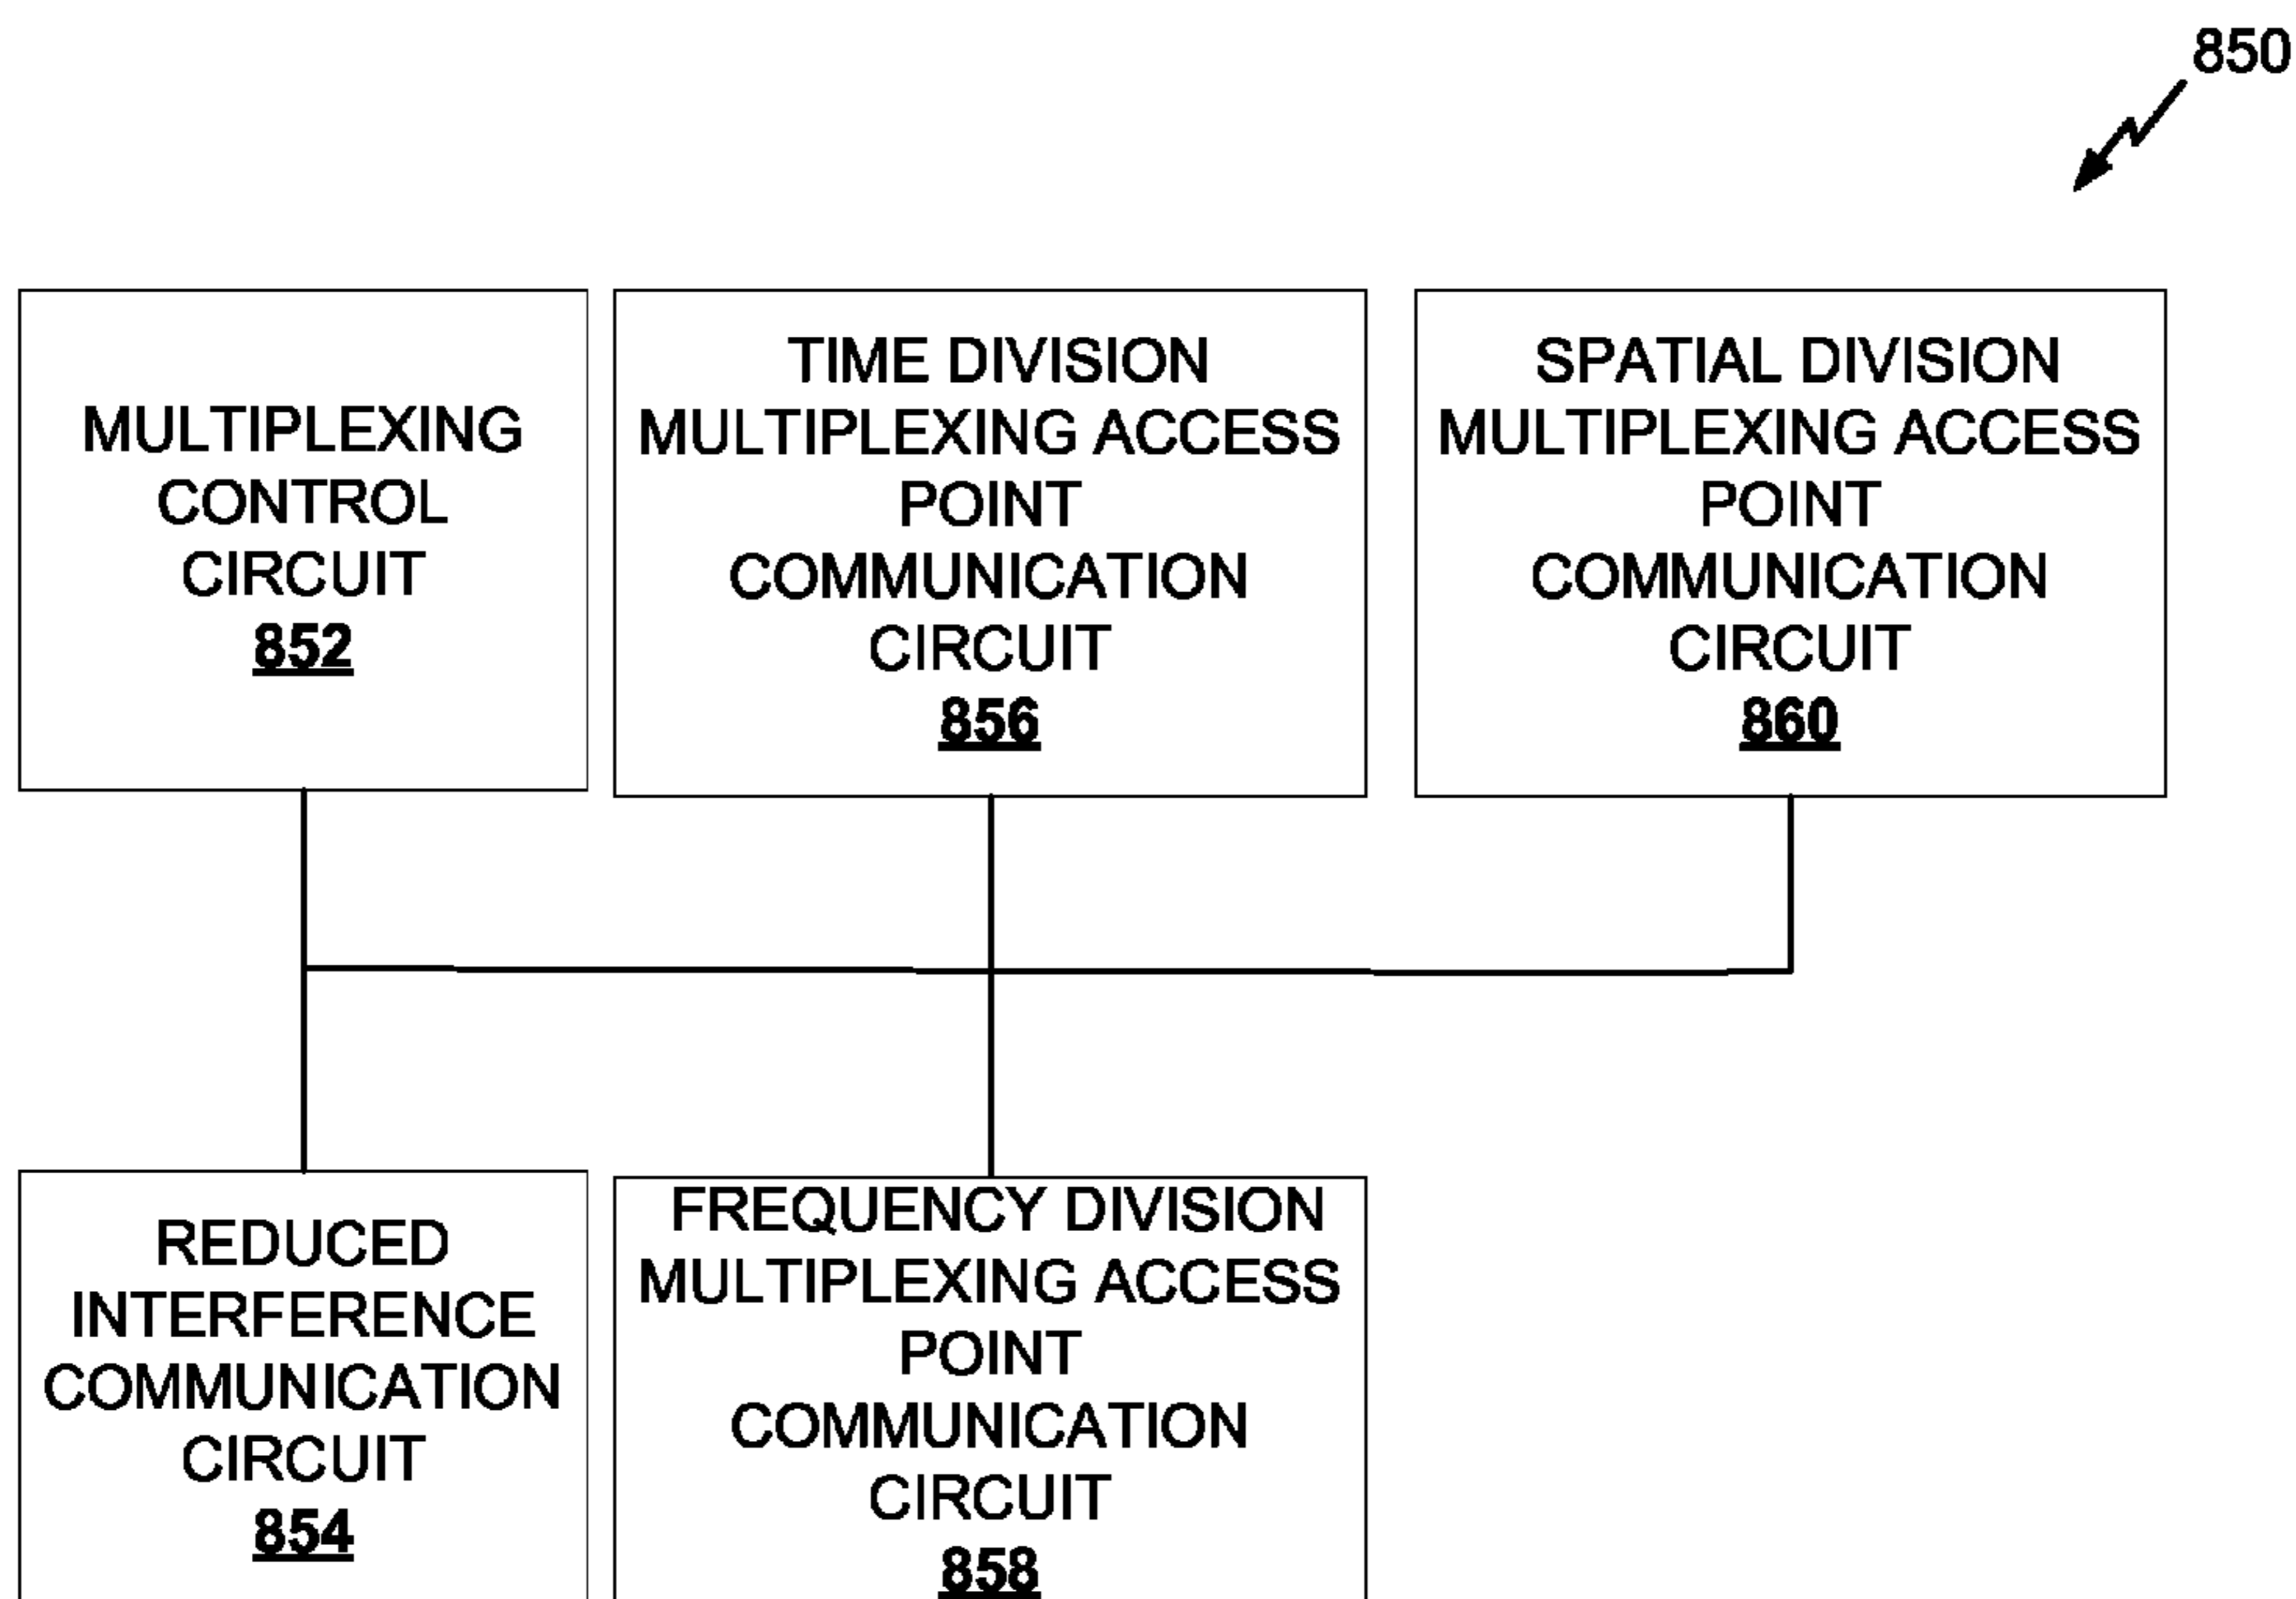 850
MULTIPLEXING
CONTROL
CIRCUIT
852
TIME DIVISION
MULTIPLEXING ACCESS
POINT
COMMUNICATION
CIRCUIT
856
SPATIAL DIVISION
MULTIPLEXING ACCESS
POINT
COMMUNICATION
CIRCUIT
860
REDUCED
INTERFERENCE
COMMUNICATION
CIRCUIT
854
FREQUENCY DIVISION
MULTIPLEXING ACCESS
POINT
COMMUNICATION
CIRCUIT
858